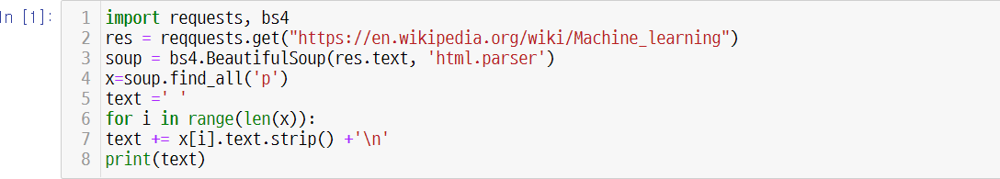 In [1]:
1 import requests, bs4
2 res = reqquests.get("https://en.wikipedia.org/wiki/Machine_learning")
3 soup = bs4.BeautifulSoup(res.text, 'html.parser')
4 x=soup.find_all('p')
5 text =' '
6 for i in range(len(x)):
7 text += x[i].text.strip() +'\n'
8 print(text)